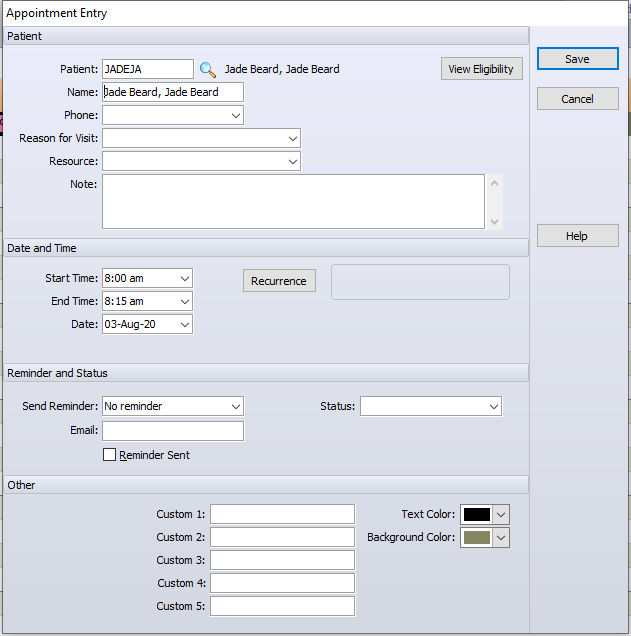 Appointment Entry
Patient
Patient: JADEJA Jade Beard, Jade Beard View Eligibility Save
Name: Jade Beard, Jade Beard Cancel
Phone:
Reason for Visit:
Resource:
Note:
Help
Date and Time
Start Time: 8:00 am Recurrence
End Time: 8:15 am
Date: 03-Aug-20
Reminder and Status
Send Reminder: No reminder Status:
Email:
Reminder Sent
Other
Custom 1: Text Color:
Custom 2: Background Color:
Custom 3:
Custom 4:
Custom 5: